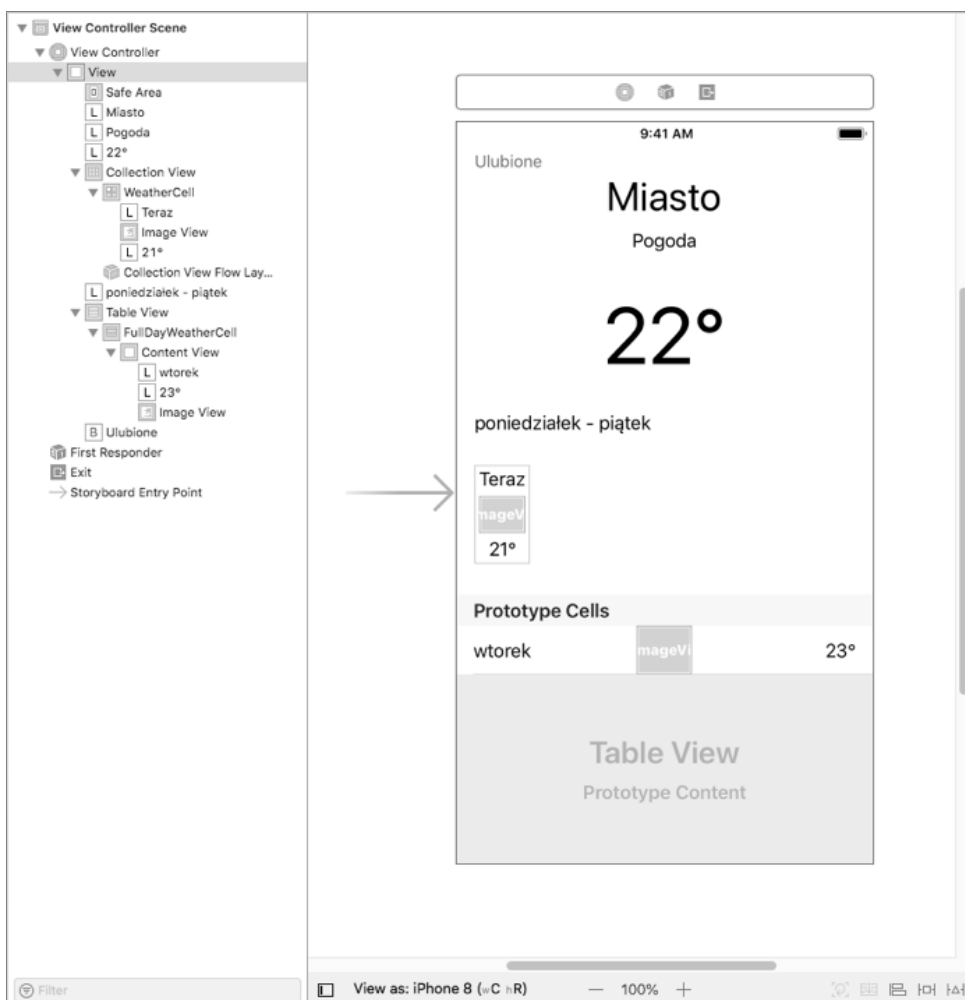 View Controller Scene
View Controller
View
Safe Area
L Miasto
L Pogoda
L 22°
Collection View
WeatherCell
L Teraz
Image View
L 21°
Collection View Flow Lay...
L poniedziałek - piątek
Table View
FullDayWeatherCell
Content View
L wtorek
L 23°
Image View
B Ulubione
First Responder
Exit
Storyboard Entry Point
Filter
9:41 AM
Ulubione
Miasto
Pogoda
22°
poniedziałek - piątek
Teraz
mageV
21°
Prototype Cells
wtorek mageVi 23°
Table View
Prototype Content
View as: iPhone 8 (wC hR) — 100% +